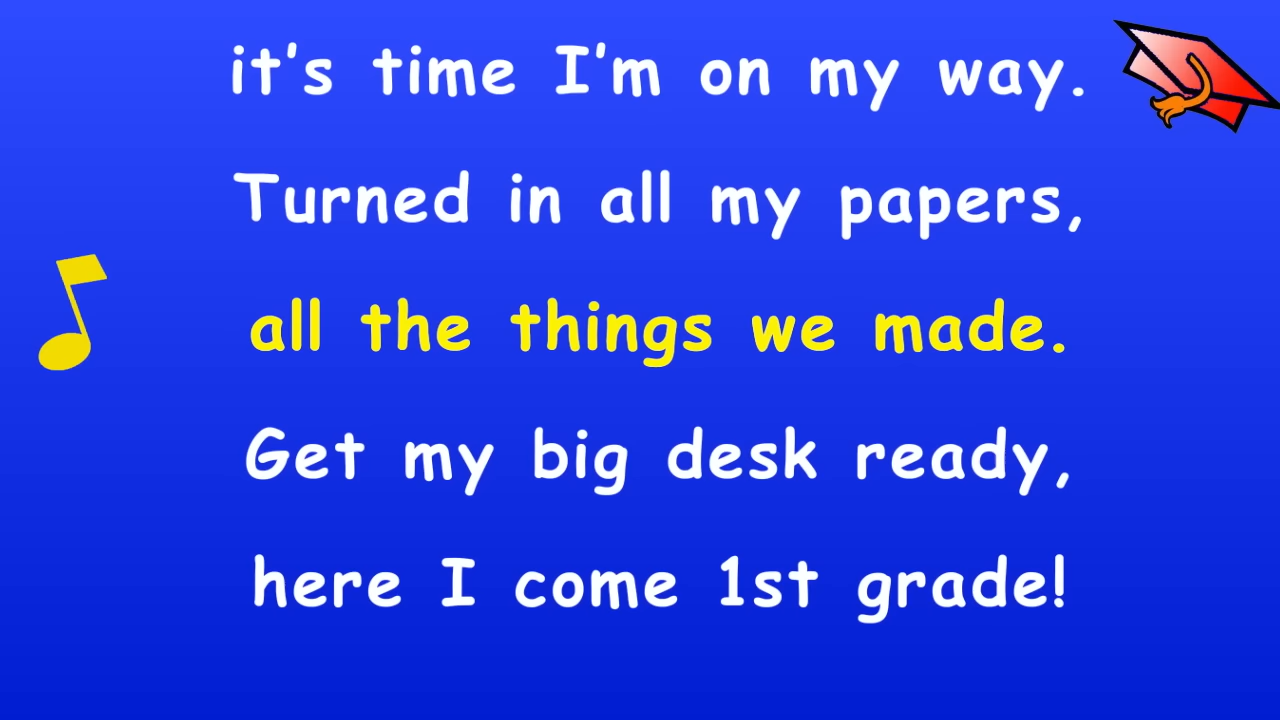 it's time I'm on my way.
Turned in all my papers,
all the things we made.
Get my big desk ready,
here I come 1st grade!